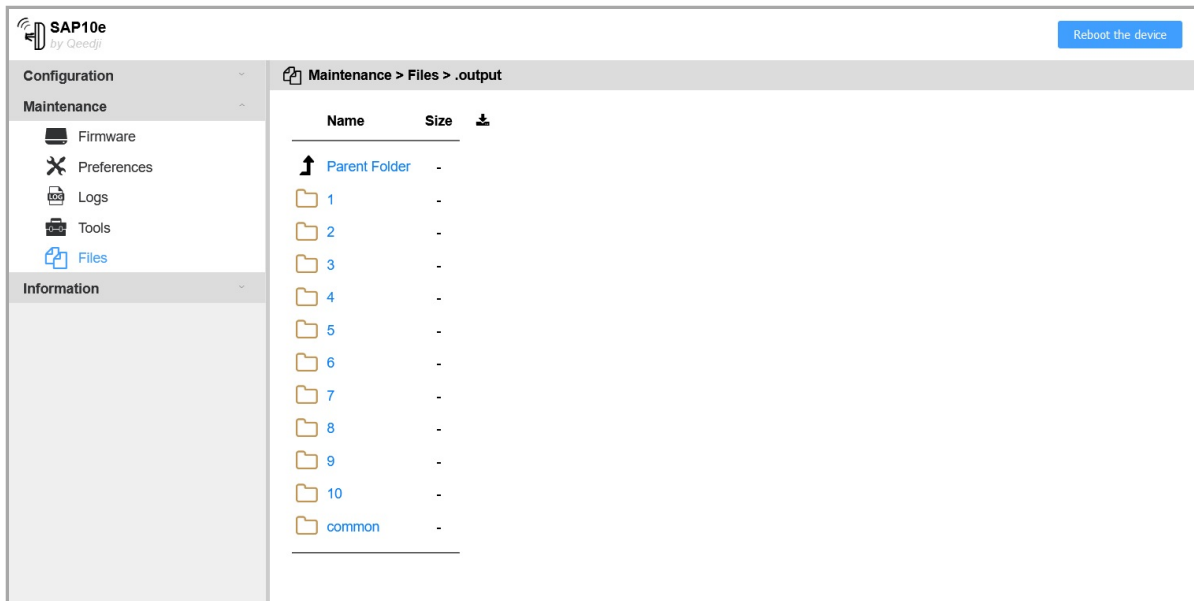 SAP10e
by Qeedji
Reboot the device
Configuration
Maintenance
Firmware
Preferences
LOG
Logs
Tools
Files
Information
Maintenance > Files > .output
Name Size
Parent Folder -
1 -
2 -
3 -
4 -
5 -
6 -
7 -
8 -
9 -
10 -
common -